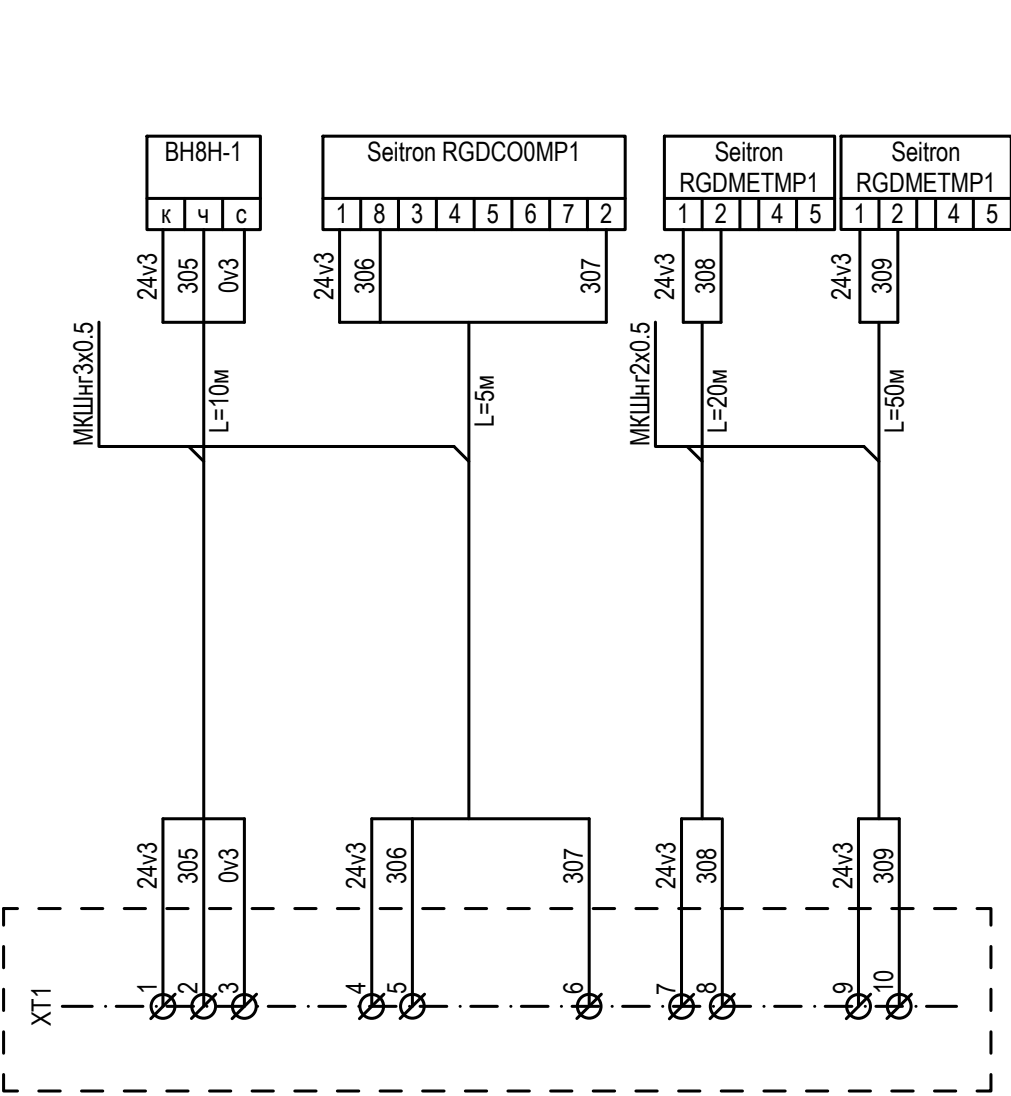 ВН8Н-1
Seitron RGDCO0MP1
Seitron
RGDMETMP1
Seitron
RGDMETMP1
к ч с
1 8 3 4 5 6 7 2
1 2 4 5
1 2 4 5
24v3 305 0v3
24v3 306 307
24v3 308
24v3 309
МКШнг3х0.5
L=10м
L=5м
МКШнг2х0.5
L=20м
L=50м
24v3 305 0v3
24v3 306 307
24v3 308
24v3 309
XT1
1 2 3 4 5 6 7 8 9 10